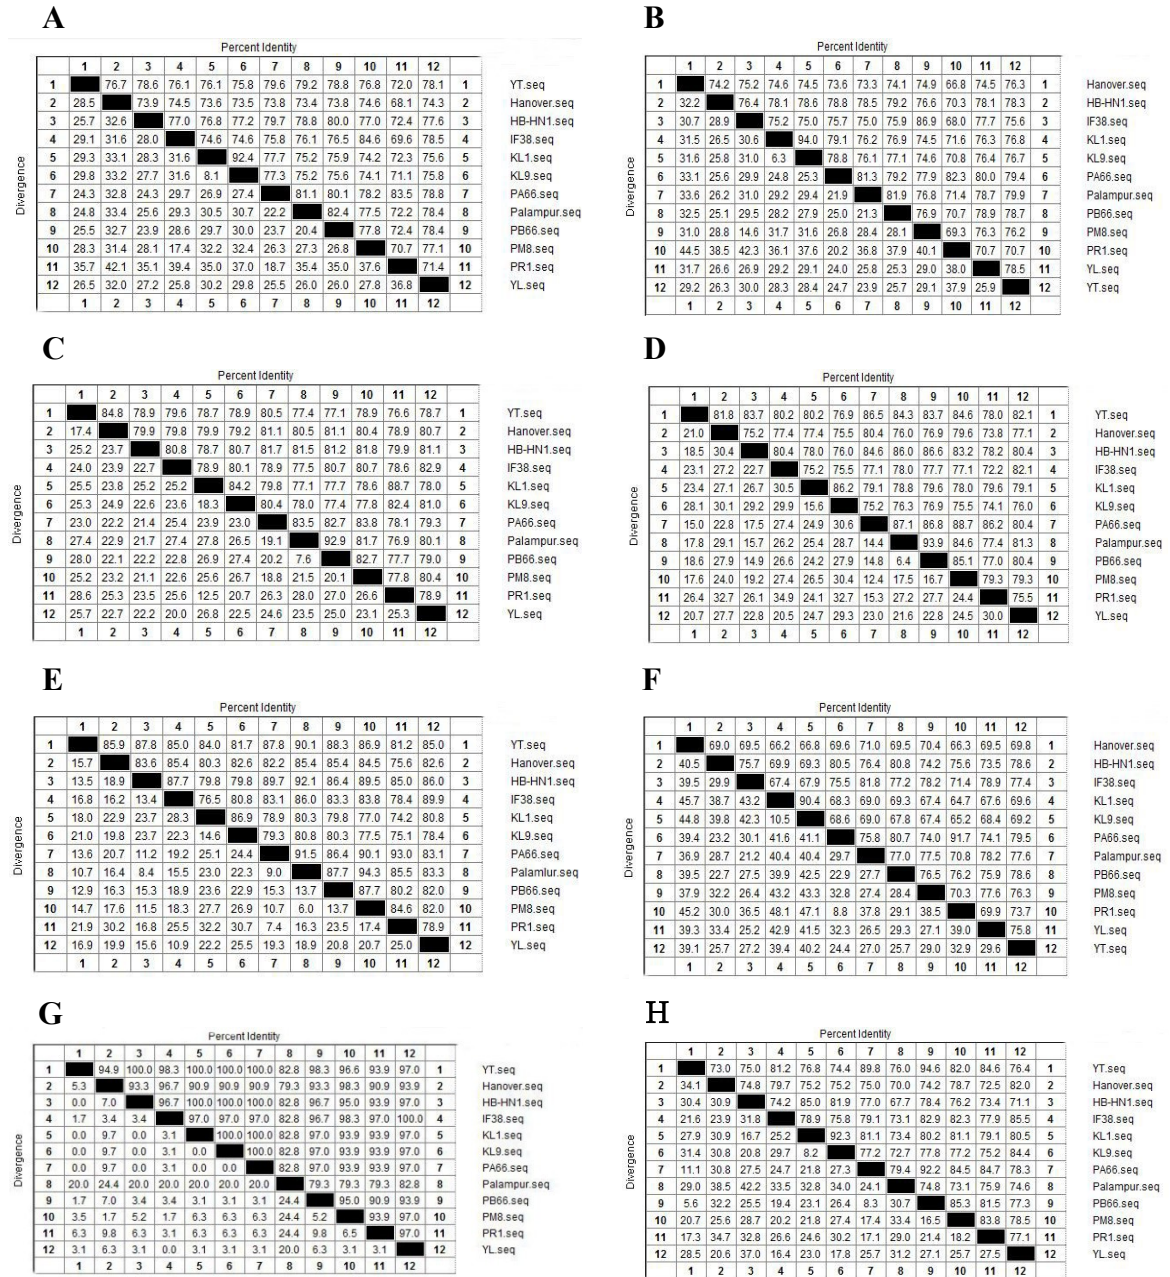 A
Percent Identity
1 2 3 4 5 6 7 8 9 10 11 12
1 76.7 78.6 76.1 76.1 75.8 79.6 79.2 78.8 76.8 72.0 78.1 1 YT.seq
2 28.5 73.9 74.5 73.6 73.5 73.8 73.4 73.8 74.6 68.1 74.3 2 Hanover.seq
3 25.7 32.6 77.0 76.8 77.2 79.7 78.8 80.0 77.0 72.4 77.6 3 HB-HN1.seq
4 29.1 31.6 28.0 74.6 74.6 75.8 76.1 76.5 84.6 69.6 78.5 4 IF38.seq
5 29.3 33.1 28.3 31.6 92.4 77.7 75.2 75.9 74.2 72.3 75.6 5 KL1.seq
6 29.8 33.2 27.7 31.6 8.1 77.3 75.2 75.6 74.1 71.1 75.8 6 KL9.seq
7 24.3 32.8 24.3 29.7 26.9 27.4 81.1 80.1 78.2 83.5 78.8 7 PA66.seq
8 24.8 33.4 25.6 29.3 30.5 30.7 22.2 82.4 77.5 72.2 78.4 8 Palampur.seq
9 25.5 32.7 23.9 28.6 29.7 30.0 23.7 20.4 77.8 72.4 78.4 9 PB66.seq
10 28.3 31.4 28.1 17.4 32.2 32.4 26.3 27.3 26.8 70.7 77.1 10 PM8.seq
11 35.7 42.1 35.1 39.4 35.0 37.0 18.7 35.4 35.0 37.6 71.4 11 PR1.seq
12 26.5 32.0 27.2 25.8 30.2 29.8 25.5 26.0 26.0 27.8 36.8 12 YL.seq
1 2 3 4 5 6 7 8 9 10 11 12
Divergence
B
Percent Identity
1 2 3 4 5 6 7 8 9 10 11 12
1 74.2 75.2 74.6 74.5 73.6 73.3 74.1 74.9 66.8 74.5 76.3 1 Hanover.seq
2 32.2 76.4 78.1 78.6 78.8 78.5 79.2 76.6 70.3 78.1 78.3 2 HB-HN1.seq
3 30.7 28.9 75.2 75.0 75.7 75.0 75.9 86.9 68.0 77.7 75.6 3 IF38.seq
4 31.5 26.5 30.6 94.0 79.1 76.2 76.9 74.5 71.6 76.3 76.8 4 KL1.seq
5 31.6 25.8 31.0 6.3 78.8 76.1 77.1 74.6 70.8 76.4 76.7 5 KL9.seq
6 33.1 25.6 29.9 24.8 25.3 81.3 79.2 77.9 82.3 80.0 79.4 6 PA66.seq
7 33.6 26.2 31.0 29.2 29.4 21.9 81.9 76.8 71.4 78.7 79.9 7 Palampur.seq
8 32.5 25.1 29.5 28.2 27.9 25.0 21.3 76.9 70.7 78.9 78.7 8 PB66.seq
9 31.0 28.8 14.6 31.7 31.6 26.8 28.4 28.1 69.3 76.3 76.2 9 PM8.seq
10 44.5 38.5 42.3 36.1 37.6 20.2 36.8 37.9 40.1 70.7 70.7 10 PR1.seq
11 31.7 26.6 26.9 29.2 29.1 24.0 25.8 25.3 29.0 38.0 78.5 11 YL.seq
12 29.2 26.3 30.0 28.3 28.4 24.7 23.9 25.7 29.1 37.9 25.9 12 YT.seq
1 2 3 4 5 6 7 8 9 10 11 12
Divergence
C
Percent Identity
1 2 3 4 5 6 7 8 9 10 11 12
1 84.8 78.9 79.6 78.7 78.9 80.5 77.4 77.1 78.9 76.6 78.7 1 YT.seq
2 17.4 79.9 79.8 79.9 79.2 81.1 80.5 81.1 80.4 78.9 80.7 2 Hanover.seq
3 25.2 23.7 80.8 78.7 80.7 81.7 81.5 81.2 81.8 79.9 81.1 3 HB-HN1.seq
4 24.0 23.9 22.7 78.9 80.1 78.9 77.5 80.7 80.7 78.6 82.9 4 IF38.seq
5 25.5 23.8 25.2 25.2 84.2 79.8 77.1 77.7 78.6 88.7 78.0 5 KL1.seq
6 25.3 24.9 22.6 23.6 18.3 80.4 78.0 77.4 77.8 82.4 81.0 6 KL9.seq
7 23.0 22.2 21.4 25.4 23.9 23.0 83.5 82.7 83.8 78.1 79.3 7 PA66.seq
8 27.4 22.9 21.7 27.4 27.8 26.5 19.1 92.9 81.7 76.9 80.1 8 Palampur.seq
9 28.0 22.1 22.2 22.8 26.9 27.4 20.2 7.6 83.7 77.7 79.0 9 PB66.seq
10 25.2 23.2 21.1 22.6 25.6 26.7 18.8 21.5 20.1 77.8 80.4 10 PM8.seq
11 28.6 25.3 23.5 25.6 12.5 20.7 26.3 28.0 27.0 26.6 78.9 11 PR1.seq
12 25.7 22.7 22.2 20.0 26.8 22.5 24.6 23.5 25.0 23.1 25.3 12 YL.seq
1 2 3 4 5 6 7 8 9 10 11 12
Divergence
D
Percent Identity
1 2 3 4 5 6 7 8 9 10 11 12
1 81.8 83.7 80.2 80.2 76.9 86.5 84.3 83.7 84.6 78.0 82.1 1 YT.seq
2 21.0 75.2 77.4 77.4 75.5 80.4 76.0 76.9 79.6 73.8 77.1 2 Hanover.seq
3 18.5 30.4 80.4 78.0 76.0 84.6 86.0 86.6 83.2 78.2 80.4 3 HB-HN1.seq
4 23.1 27.2 22.7 75.2 75.5 77.1 78.0 77.7 77.1 72.2 82.1 4 IF38.seq
5 23.4 27.1 26.7 30.5 86.2 79.1 78.8 79.6 78.0 79.6 79.1 5 KL1.seq
6 28.1 30.1 29.2 29.9 15.6 75.2 76.3 76.9 75.5 74.1 76.0 6 KL9.seq
7 15.0 22.8 17.5 27.4 24.9 30.6 87.1 86.8 88.7 86.2 80.4 7 PA66.seq
8 17.8 29.1 15.7 26.2 25.4 28.7 14.4 93.9 84.6 77.4 81.3 8 Palampur.seq
9 18.6 27.9 14.9 26.6 24.2 27.9 14.8 6.4 85.1 77.0 80.4 9 PB66.seq
10 17.6 24.0 19.2 27.4 26.5 30.4 12.4 17.5 16.7 79.3 79.3 10 PM8.seq
11 26.4 32.7 26.1 34.9 24.1 32.7 15.3 27.2 27.7 24.4 75.5 11 PR1.seq
12 20.7 27.7 22.8 20.5 24.7 29.3 23.0 21.6 22.8 24.5 30.0 12 YL.seq
1 2 3 4 5 6 7 8 9 10 11 12
Divergence
E
Percent Identity
1 2 3 4 5 6 7 8 9 10 11 12
1 85.9 87.8 85.0 84.0 81.7 87.8 90.1 88.3 86.9 81.2 85.0 1 YT.seq
2 15.7 83.6 85.4 80.3 82.6 82.2 85.4 85.4 84.5 75.6 82.6 2 Hanover.seq
3 13.5 18.9 87.7 79.8 79.8 89.7 92.1 86.4 89.5 85.0 86.0 3 HB-HN1.seq
4 16.8 16.2 13.4 76.5 80.8 83.1 86.0 83.3 83.8 78.4 89.9 4 IF38.seq
5 18.0 22.9 23.7 28.3 86.9 78.9 80.3 79.8 77.0 74.2 80.8 5 KL1.seq
6 21.0 19.8 23.7 22.3 14.6 79.3 80.8 80.3 77.5 75.1 78.4 6 KL9.seq
7 13.6 20.7 11.2 19.2 25.1 24.4 91.5 86.4 90.1 93.0 83.1 7 PA66.seq
8 10.7 16.4 8.4 15.5 23.0 22.3 9.0 87.7 94.3 85.5 83.3 8 Palamlur.seq
9 12.9 16.3 15.3 18.9 23.6 22.9 15.3 13.7 87.7 80.2 82.0 9 PB66.seq
10 14.7 17.6 11.5 18.3 27.7 26.9 10.7 6.0 13.7 84.6 82.0 10 PM8.seq
11 21.9 30.2 16.8 25.5 32.2 30.7 7.4 16.3 23.5 17.4 78.9 11 PR1.seq
12 16.9 19.9 15.6 10.9 22.2 25.5 19.3 18.9 20.8 20.7 25.0 12 YL.seq
1 2 3 4 5 6 7 8 9 10 11 12
Divergence
F
Percent Identity
1 2 3 4 5 6 7 8 9 10 11 12
1 69.0 69.5 66.2 66.8 69.6 71.0 69.5 70.4 66.3 69.5 69.8 1 Hanover.seq
2 40.5 75.7 69.9 69.3 80.5 76.4 80.8 74.2 75.6 73.5 78.6 2 HB-HN1.seq
3 39.5 29.9 67.4 67.9 75.5 81.8 77.2 78.2 71.4 78.9 77.4 3 IF38.seq
4 45.7 38.7 43.2 90.4 68.3 69.0 69.3 67.4 64.7 67.6 69.6 4 KL1.seq
5 44.8 39.8 42.3 10.5 68.6 69.0 67.8 67.4 65.2 68.4 69.2 5 KL9.seq
6 39.4 23.2 30.1 41.6 41.1 75.8 80.7 74.0 91.7 74.1 79.5 6 PA66.seq
7 36.9 28.7 21.2 40.4 40.4 29.7 77.0 77.5 70.8 78.2 77.6 7 Palampur.seq
8 39.5 22.7 27.5 39.9 42.5 22.9 27.7 76.5 76.2 75.9 78.6 8 PB66.seq
9 37.9 32.2 26.4 43.2 43.3 32.8 27.4 28.4 70.3 77.6 76.3 9 PM8.seq
10 45.2 30.0 36.5 48.1 47.1 8.8 37.8 29.1 38.5 69.9 73.7 10 PR1.seq
11 39.3 33.4 25.2 42.9 41.5 32.3 26.5 29.3 27.1 39.0 75.8 11 YL.seq
12 39.1 25.7 27.2 39.4 40.2 24.4 27.0 25.7 29.0 32.9 29.6 12 YT.seq
1 2 3 4 5 6 7 8 9 10 11 12
Divergence
G
Percent Identity
1 2 3 4 5 6 7 8 9 10 11 12
1 94.9 100.0 98.3 100.0 100.0 100.0 82.8 98.3 96.6 93.9 97.0 1 YT.seq
2 5.3 93.3 96.7 90.9 90.9 90.9 79.3 93.3 98.3 90.9 93.9 2 Hanover.seq
3 0.0 7.0 96.7 100.0 100.0 100.0 82.8 96.7 95.0 93.9 97.0 3 HB-HN1.seq
4 1.7 3.4 3.4 97.0 97.0 97.0 82.8 96.7 98.3 97.0 100.0 4 IF38.seq
5 0.0 9.7 0.0 3.1 100.0 100.0 82.8 97.0 93.9 93.9 97.0 5 KL1.seq
6 0.0 9.7 0.0 3.1 0.0 100.0 82.8 97.0 93.9 93.9 97.0 6 KL9.seq
7 0.0 9.7 0.0 3.1 0.0 0.0 82.8 97.0 93.9 93.9 97.0 7 PA66.seq
8 20.0 24.4 20.0 20.0 20.0 20.0 20.0 79.3 79.3 79.3 82.8 8 Palampur.seq
9 1.7 7.0 3.4 3.4 3.1 3.1 3.1 24.4 95.0 90.9 93.9 9 PB66.seq
10 3.5 1.7 5.2 1.7 6.3 6.3 6.3 24.4 5.2 93.9 97.0 10 PM8.seq
11 6.3 9.8 6.3 3.1 6.3 6.3 6.3 24.4 9.8 6.5 97.0 11 PR1.seq
12 3.1 6.3 3.1 0.0 3.1 3.1 3.1 20.0 6.3 3.1 3.1 12 YL.seq
1 2 3 4 5 6 7 8 9 10 11 12
Divergence
H
Percent Identity
1 2 3 4 5 6 7 8 9 10 11 12
1 73.0 75.0 81.2 76.8 74.4 89.8 76.0 94.6 82.0 84.6 76.4 1 YT.seq
2 34.1 74.8 79.7 75.2 75.2 75.0 70.0 74.2 78.7 72.5 82.0 2 Hanover.seq
3 30.4 30.9 74.2 85.0 81.9 77.0 67.7 78.4 76.2 73.4 71.1 3 HB-HN1.seq
4 21.6 23.9 31.8 78.9 75.8 79.1 73.1 82.9 82.3 77.9 85.5 4 IF38.seq
5 27.9 30.9 16.7 25.2 92.3 81.1 73.4 80.2 81.1 79.1 80.5 5 KL1.seq
6 31.4 30.8 20.8 29.7 8.2 77.2 72.7 77.8 77.2 75.2 84.4 6 KL9.seq
7 11.1 30.8 27.5 24.7 21.8 27.3 79.4 92.2 84.5 84.7 78.3 7 PA66.seq
8 29.0 38.5 42.2 33.5 32.8 34.0 24.1 74.8 73.1 75.9 74.6 8 Palampur.seq
9 5.6 32.2 25.5 19.4 23.1 26.4 8.3 30.7 85.3 81.5 77.3 9 PB66.seq
10 20.7 25.6 28.7 20.2 21.8 27.4 17.4 33.4 16.5 83.8 78.5 10 PM8.seq
11 17.3 34.7 32.8 26.6 24.6 30.2 17.1 29.0 21.4 18.2 77.1 11 PR1.seq
12 28.5 20.6 37.0 16.4 23.0 17.8 25.7 31.2 27.1 25.7 27.5 12 YL.seq
1 2 3 4 5 6 7 8 9 10 11 12
Divergence